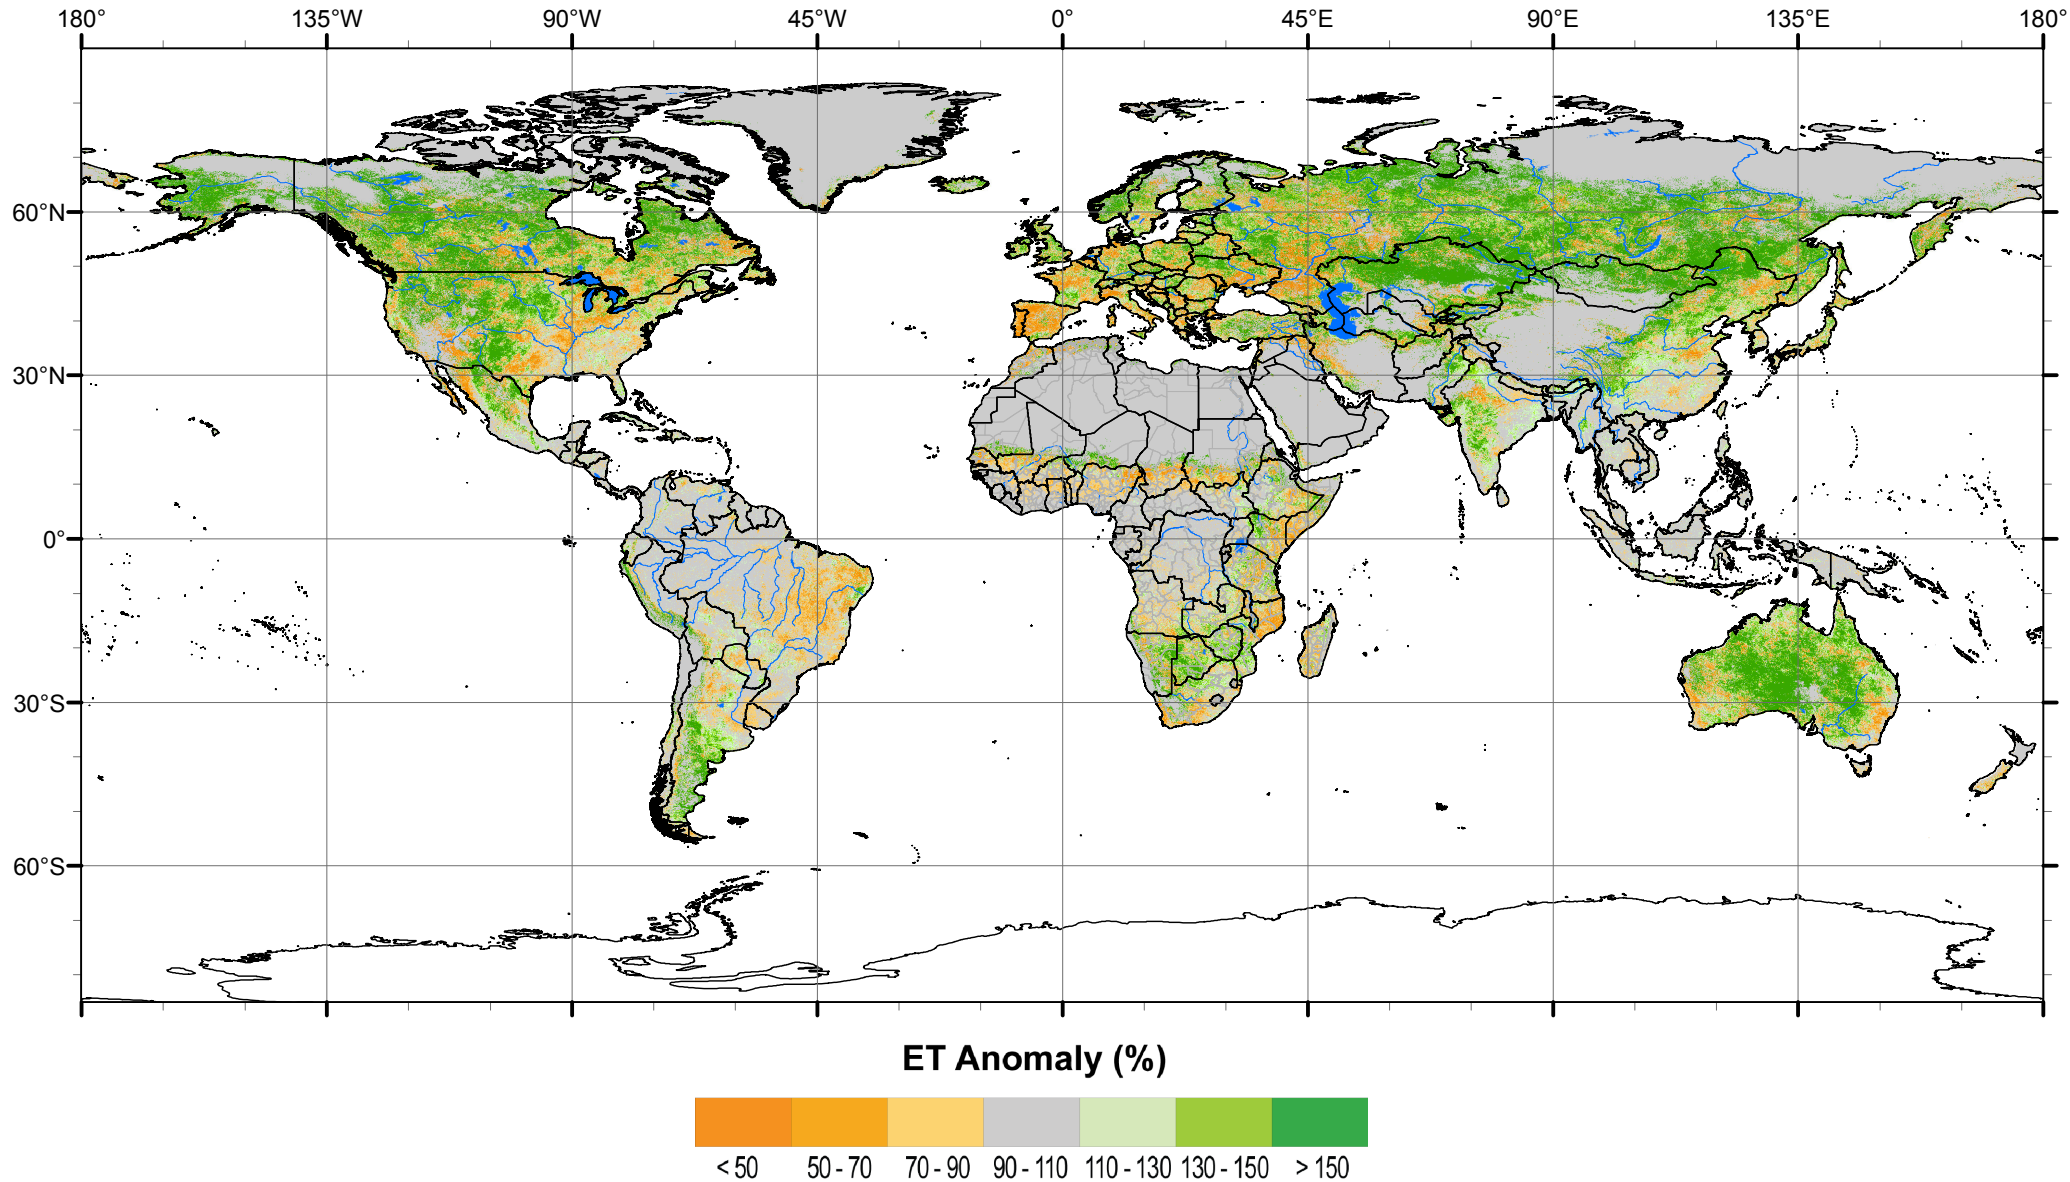 180° 135°W 90°W 45°W 0° 45°E 90°E 135°E 180°
60°N
30°N
0°
30°S
60°S
ET Anomaly (%)
< 50 50 - 70 70 - 90 90 - 110 110 - 130 130 - 150 > 150